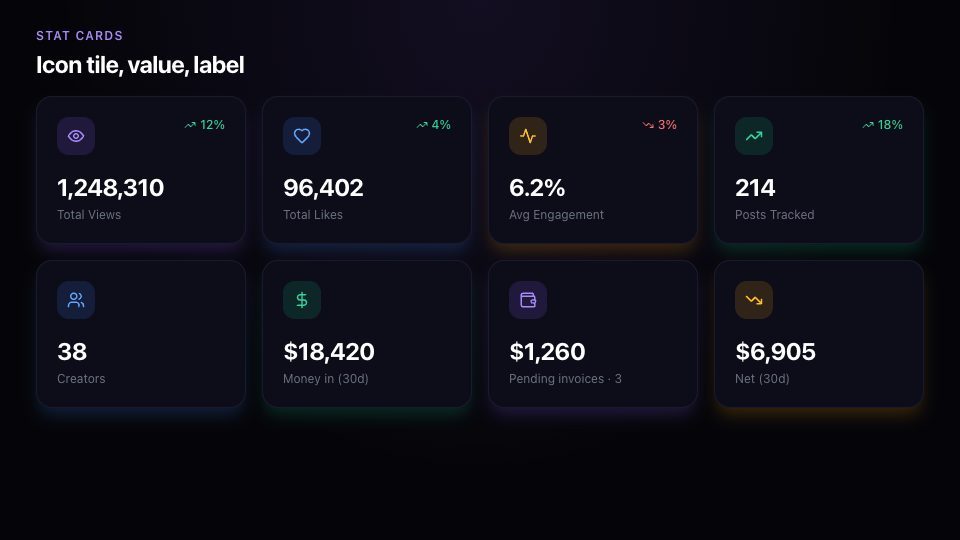 STAT CARDS
Icon tile, value, label
12%
1,248,310
Total Views
4%
96,402
Total Likes
3%
6.2%
Avg Engagement
18%
214
Posts Tracked
38
Creators
$18,420
Money in (30d)
$1,260
Pending invoices · 3
$6,905
Net (30d)